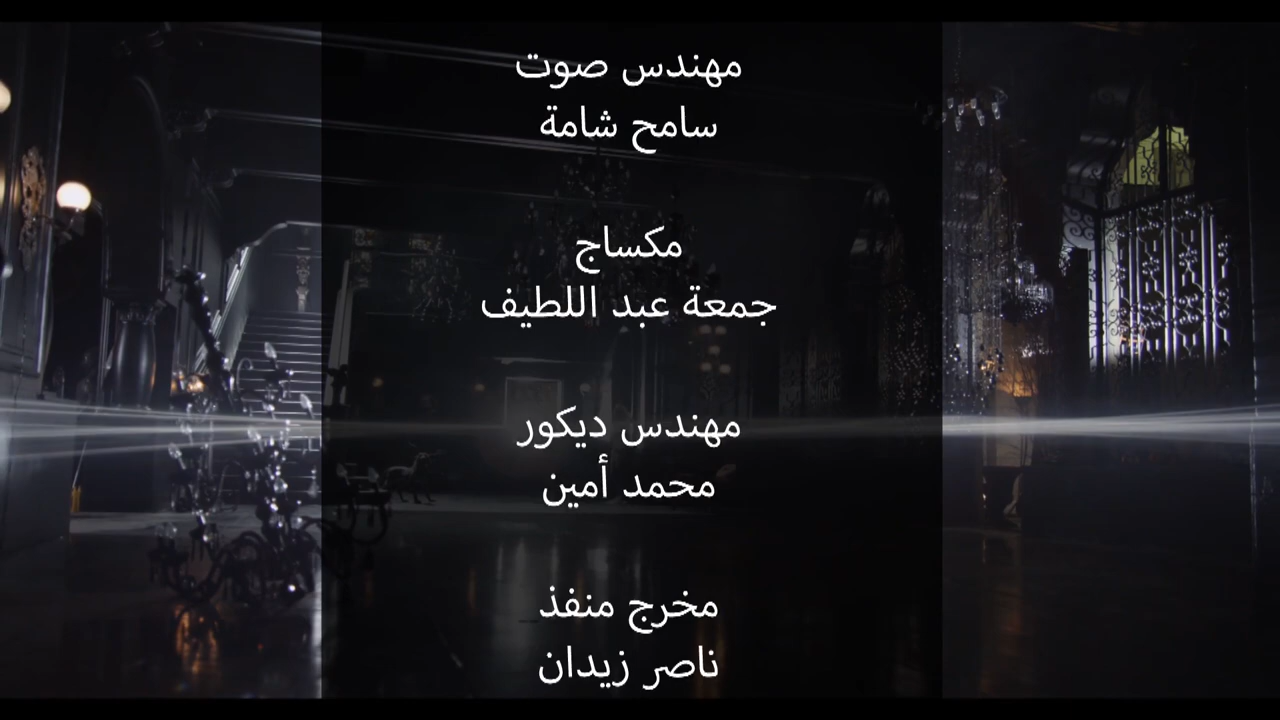 مهندس صوت
سامح شامة
مكساج
جمعة عبد اللطيف
مهندس ديكور
محمد أمين
مخرج منفذ
ناصر زيدان